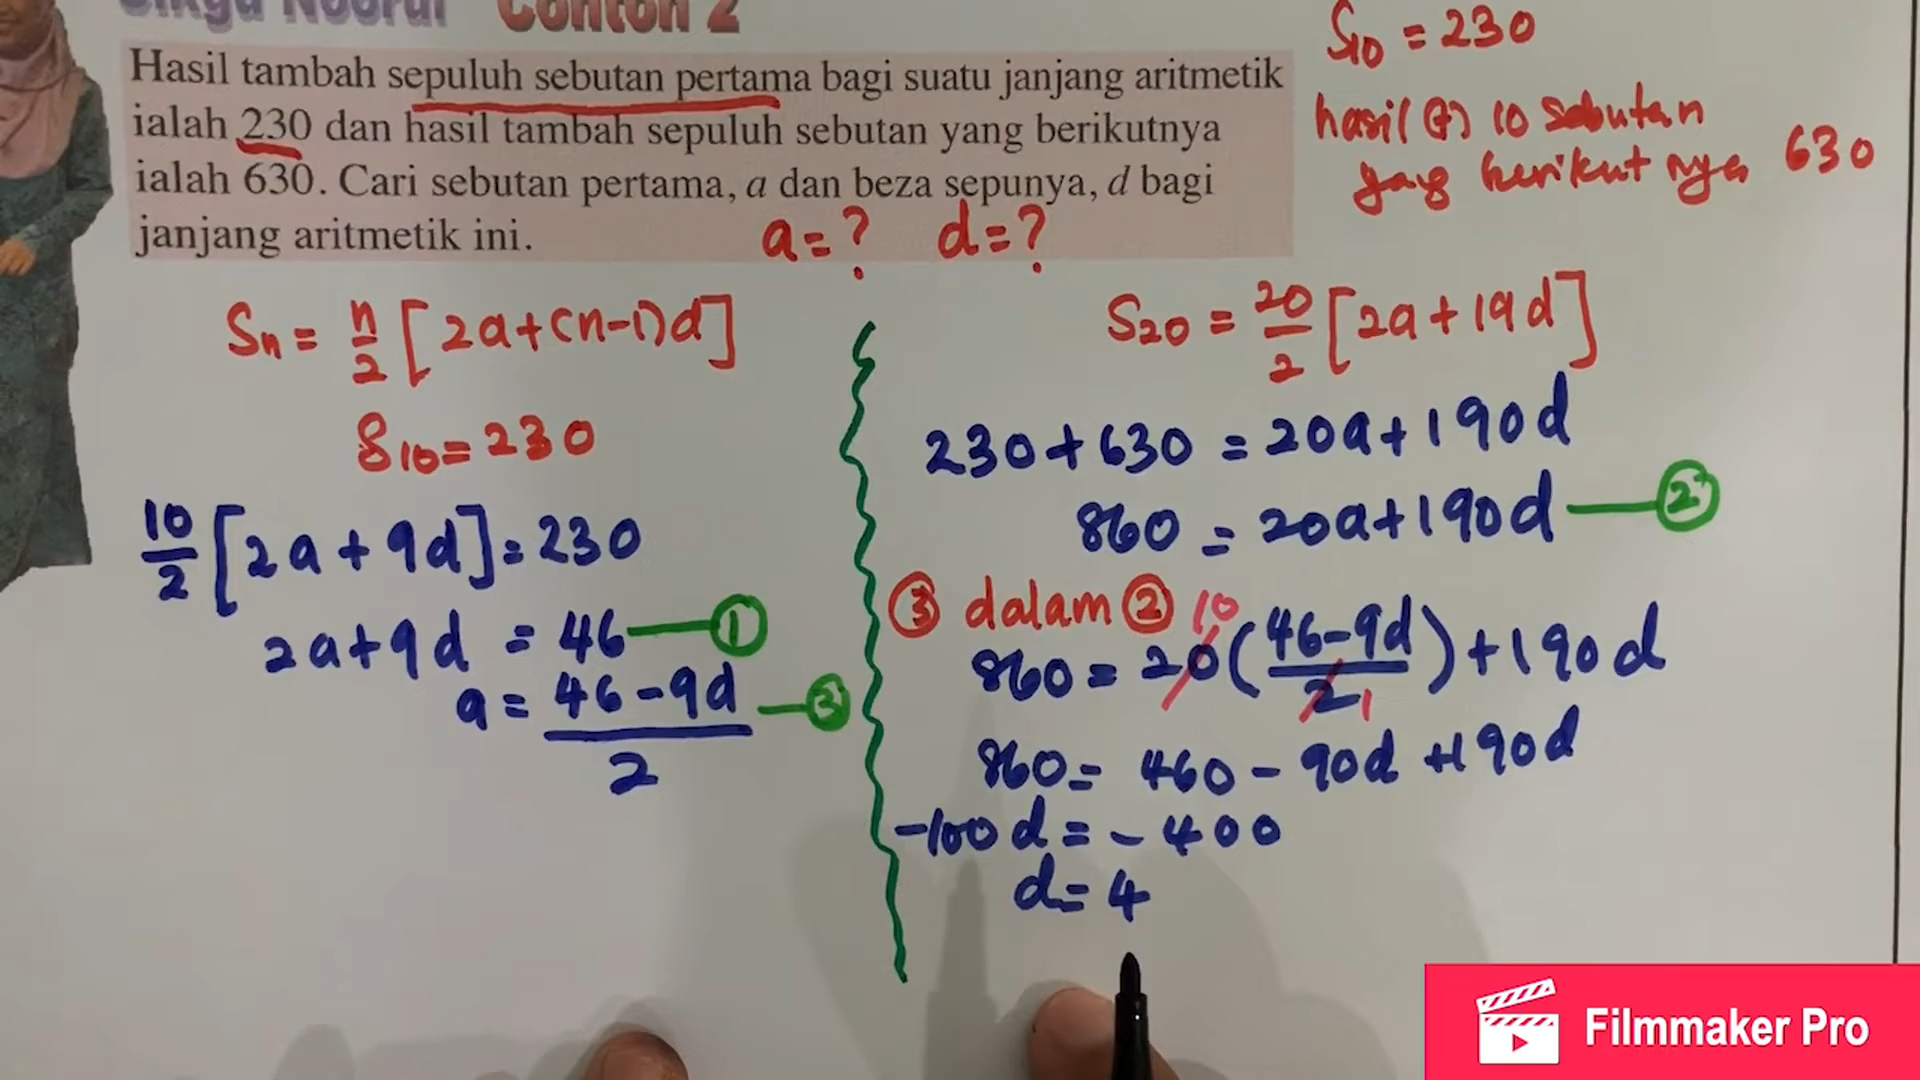 Contoh 2
Hasil tambah sepuluh sebutan pertama bagi suatu janjang aritmetik
ialah 230 dan hasil tambah sepuluh sebutan yang berikutnya
ialah 630. Cari sebutan pertama, a dan beza sepunya, d bagi
janjang aritmetik ini.
a = ? d = ?
S10 = 230
hasil (+) 10 sebutan
yang berikutnya 630
Sn = n/2 [2a + (n-1)d]
S10 = 230
10/2 [2a + 9d] = 230
2a + 9d = 46 — ①
a = 46 - 9d / 2 — ③
S20 = 20/2 [2a + 19d]
230 + 630 = 20a + 190d
860 = 20a + 190d — ②
③ dalam ②
10
860 = 20 (46 - 9d / 2) + 190d
1
860 = 460 - 90d + 190d
-100d = -400
d = 4
Filmmaker Pro